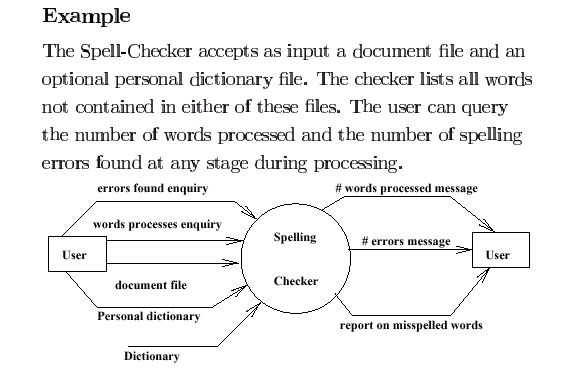 Example
The Spell-Checker accepts as input a document file and an
optional personal dictionary file. The checker lists all words
not contained in either of these files. The user can query
the number of words processed and the number of spelling
errors found at any stage during processing.
errors found enquiry
# words processed message
words processes enquiry
Spelling
# errors message
User
User
Checker
document file
Personal dictionary
report on misspelled words
Dictionary